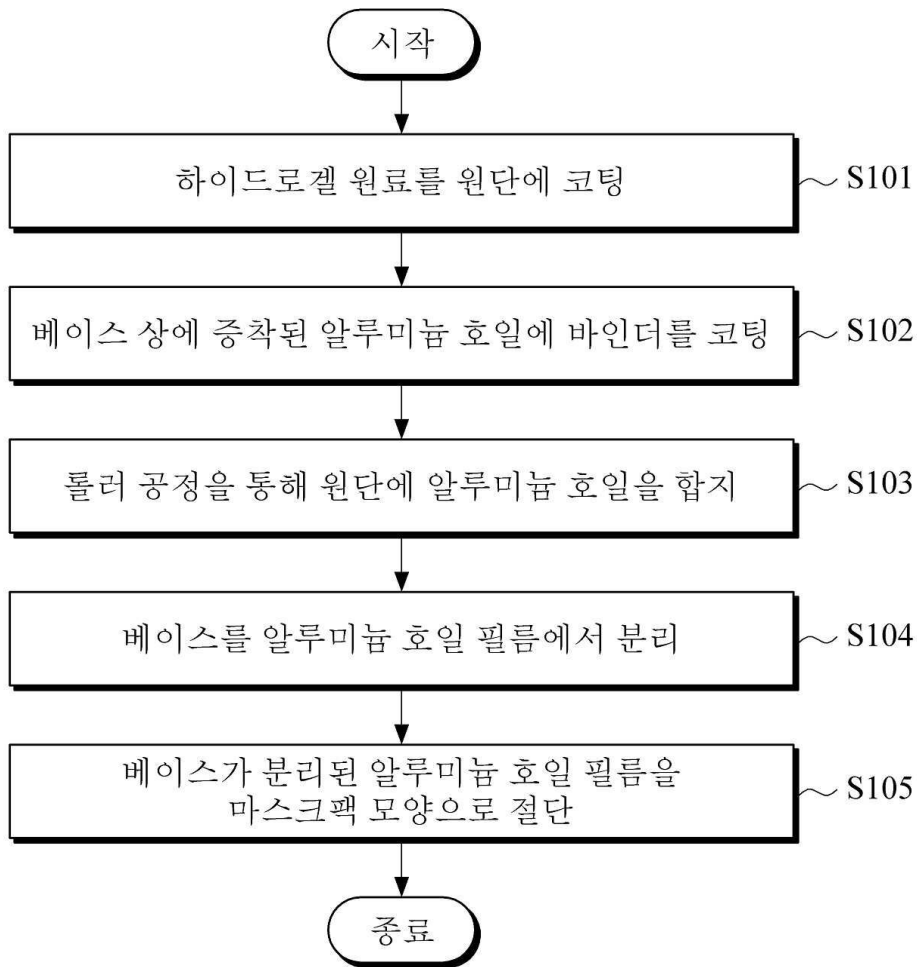 시작
하이드로겔 원료를 원단에 코팅
S101
베이스 상에 증착된 알루미늄 호일에 바인더를 코팅
S102
롤러 공정을 통해 원단에 알루미늄 호일을 합지
S103
베이스를 알루미늄 호일 필름에서 분리
S104
베이스가 분리된 알루미늄 호일 필름을
마스크팩 모양으로 절단
S105
종료